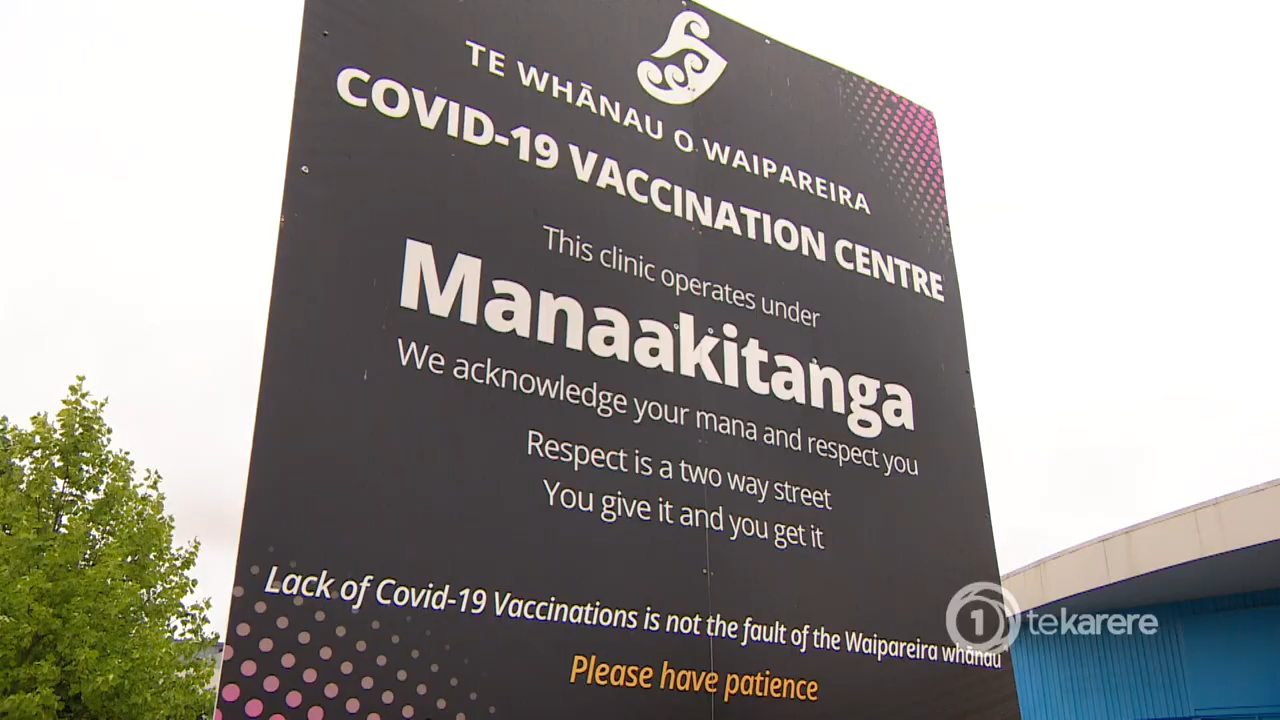 TE WHĀNAU O WAIPAREIRA
COVID-19 VACCINATION CENTRE
This clinic operates under
Manaakitanga
We acknowledge your mana and respect you
Respect is a two way street
You give it and you get it
Lack of Covid-19 Vaccinations is not the fault of the Waipareira whānau
Please have patience
1 tekarere